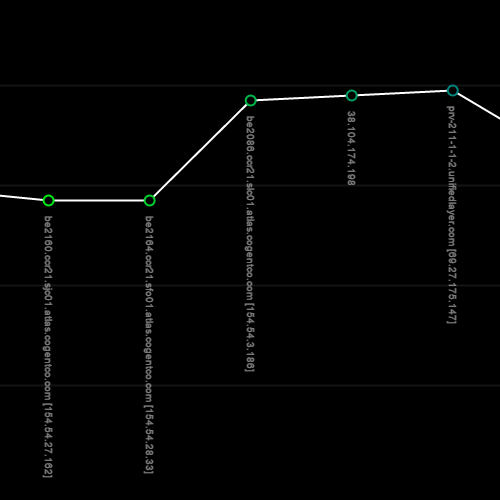 be2160.ccr21.sjc01.atlas.cogentco.com [154.54.27.162]
be2164.ccr21.sfo01.atlas.cogentco.com [154.54.28.33]
be2086.ccr21.slc01.atlas.cogentco.com [154.54.3.186]
38.104.174.198
prv-211-1-1-2.unifiedlayer.com [69.27.175.147]